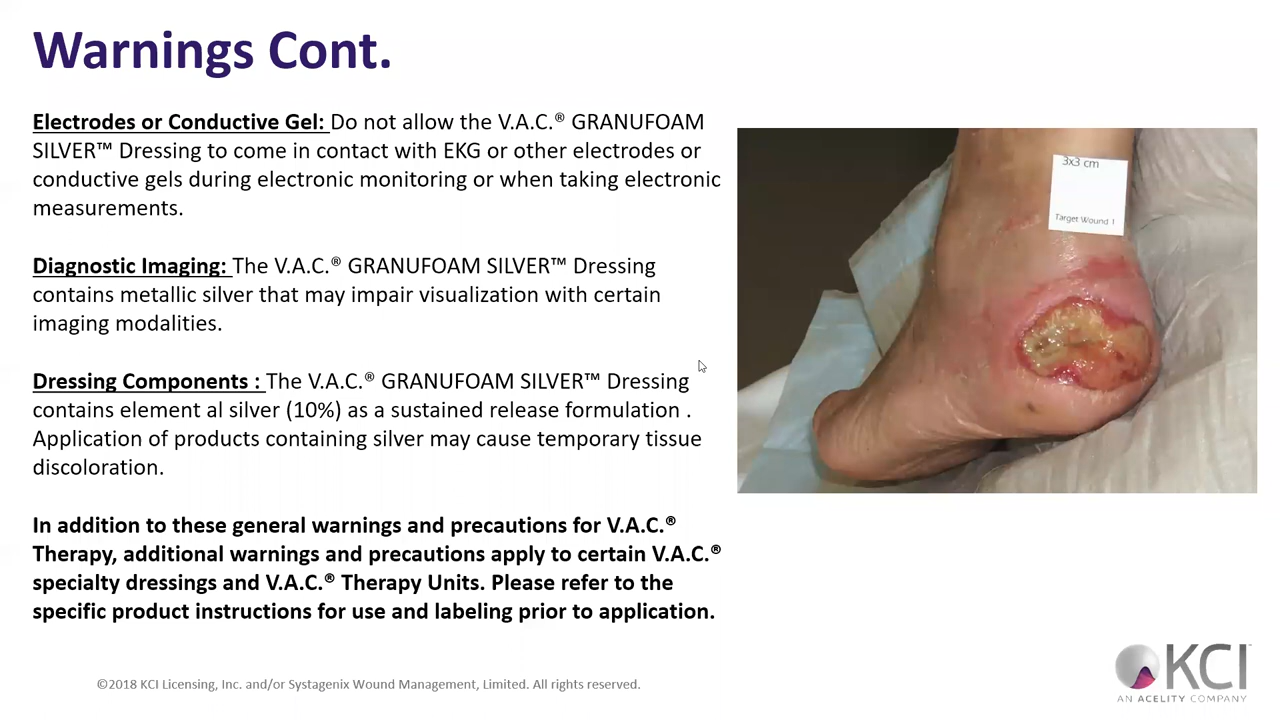 Warnings Cont.
Electrodes or Conductive Gel: Do not allow the V.A.C.® GRANUFOAM
SILVER™ Dressing to come in contact with EKG or other electrodes or
conductive gels during electronic monitoring or when taking electronic
measurements.
Diagnostic Imaging: The V.A.C.® GRANUFOAM SILVER™ Dressing
contains metallic silver that may impair visualization with certain
imaging modalities.
Dressing Components : The V.A.C.® GRANUFOAM SILVER™ Dressing
contains element al silver (10%) as a sustained release formulation .
Application of products containing silver may cause temporary tissue
discoloration.
In addition to these general warnings and precautions for V.A.C.®
Therapy, additional warnings and precautions apply to certain V.A.C.®
specialty dressings and V.A.C.® Therapy Units. Please refer to the
specific product instructions for use and labeling prior to application.
3x3 cm
Target Wound 1
©2018 KCI Licensing, Inc. and/or Systagenix Wound Management, Limited. All rights reserved.
KCI™
AN ACELITY COMPANY